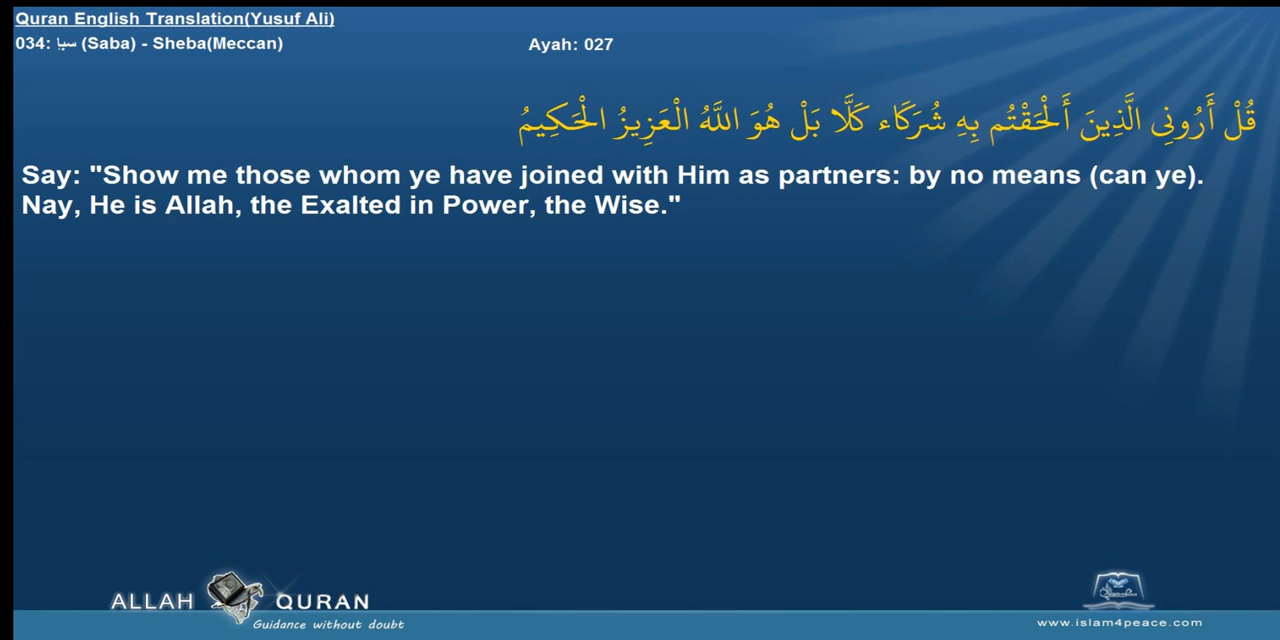 Quran English Translation(Yusuf Ali)
034: سبإ (Saba) - Sheba(Meccan)
Ayah: 027
قُلْ أَرُونِي الَّذِينَ أَلْحَقْتُم بِهِ شُرَكَاء كَلَّا بَلْ هُوَ اللَّهُ الْعَزِيزُ الْحَكِيمُ
Say: "Show me those whom ye have joined with Him as partners: by no means (can ye).
Nay, He is Allah, the Exalted in Power, the Wise."
ALLAH QURAN
Guidance without doubt
www.islam4peace.com